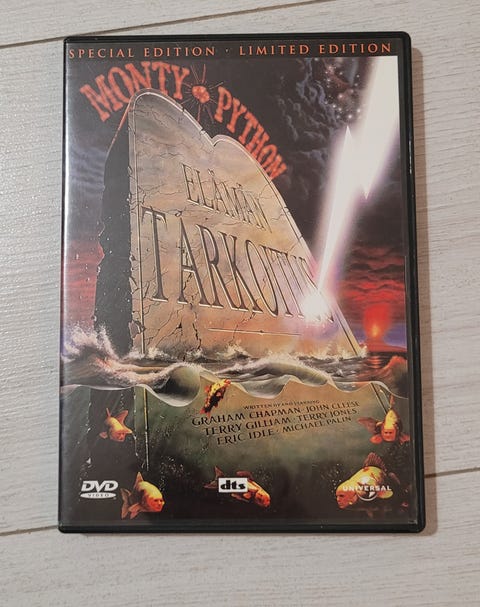 SPECIAL EDITION · LIMITED EDITION
MONTY PYTHON
ELÄMÄN
TARKOITUS
WRITTEN BY AND STARRING
GRAHAM CHAPMAN · JOHN CLEESE
TERRY GILLIAM · TERRY JONES
ERIC IDLE · MICHAEL PALIN
DVD
VIDEO
dts
UNIVERSAL